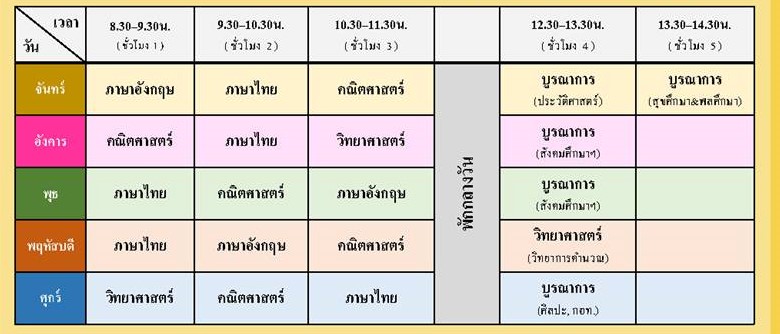 เวลา
วัน
8.30–9.30น.
(ชั่วโมง 1)
9.30–10.30น.
(ชั่วโมง 2)
10.30–11.30น.
(ชั่วโมง 3)
12.30–13.30น.
(ชั่วโมง 4)
13.30–14.30น.
(ชั่วโมง 5)
พักกลางวัน
จันทร์
ภาษาอังกฤษ
ภาษาไทย
คณิตศาสตร์
บูรณาการ
(ประวัติศาสตร์)
บูรณาการ
(สุขศึกษา&พลศึกษา)
อังคาร
คณิตศาสตร์
ภาษาไทย
วิทยาศาสตร์
บูรณาการ
(สังคมศึกษาฯ)
พุธ
ภาษาไทย
คณิตศาสตร์
ภาษาอังกฤษ
บูรณาการ
(สังคมศึกษาฯ)
พฤหัสบดี
ภาษาไทย
ภาษาอังกฤษ
คณิตศาสตร์
วิทยาศาสตร์
(วิทยาการคำนวณ)
ศุกร์
วิทยาศาสตร์
คณิตศาสตร์
ภาษาไทย
บูรณาการ
(ศิลปะ, กอท.)